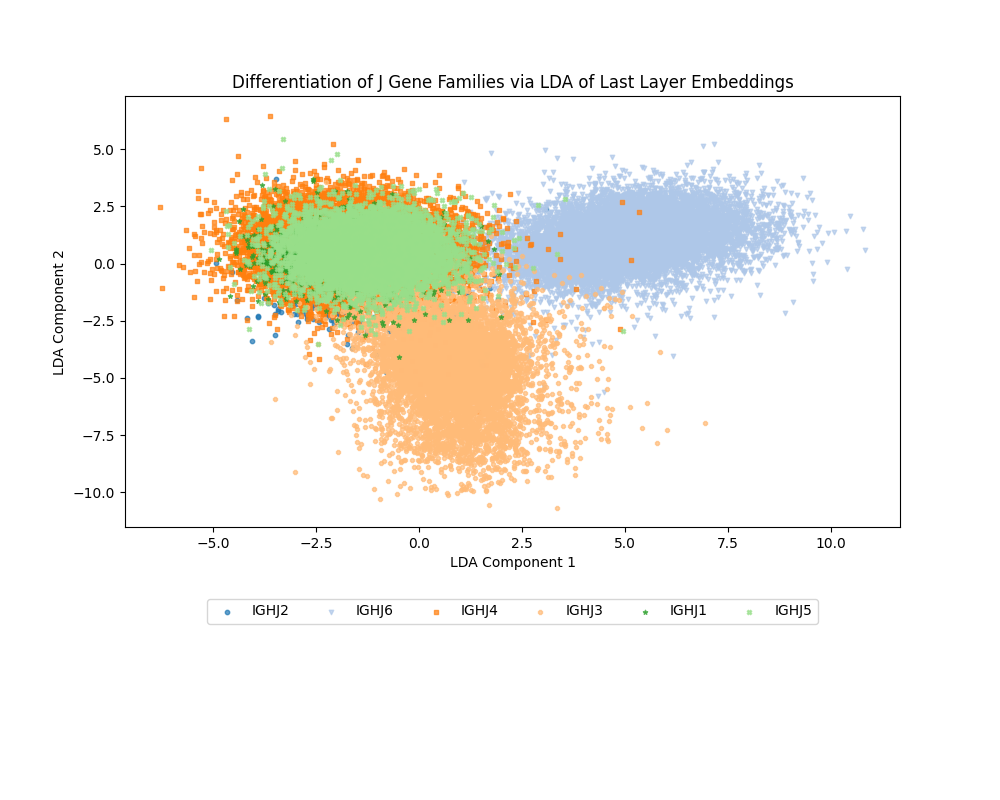 Differentiation of J Gene Families via LDA of Last Layer Embeddings
LDA Component 2
5.0
2.5
0.0
−2.5
−5.0
−7.5
−10.0
−5.0 −2.5 0.0 2.5 5.0 7.5 10.0
LDA Component 1
IGHJ2 IGHJ6 IGHJ4 IGHJ3 IGHJ1 IGHJ5